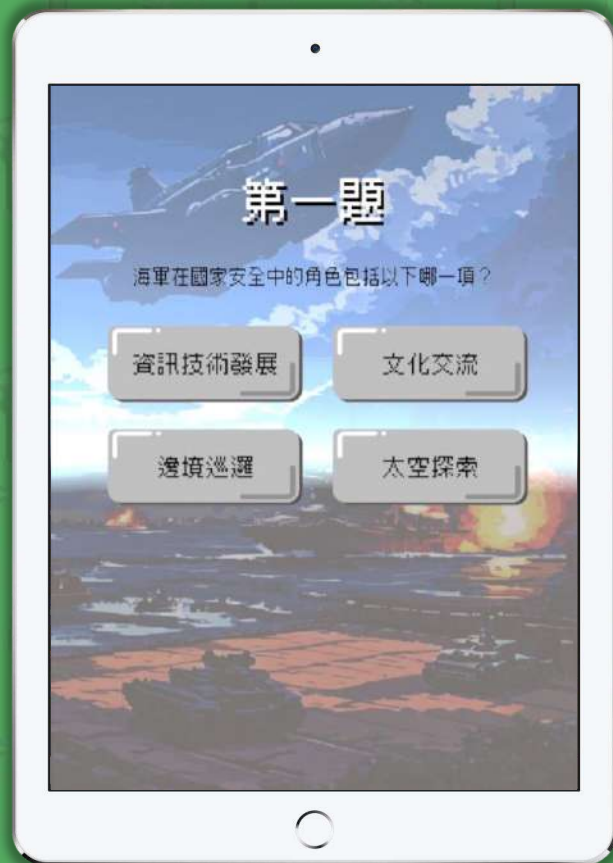 第一題
海軍在國家安全中的角色包括以下哪一項？
資訊技術發展
文化交流
邊境巡邏
太空探索